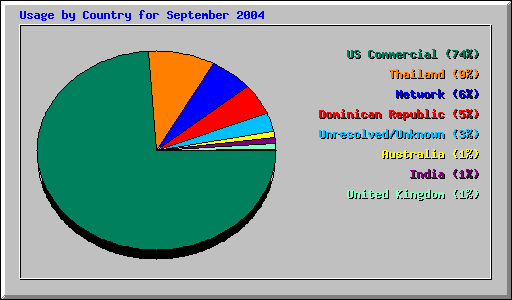 Usage by Country for September 2004
US Commercial (74%)
Thailand (9%)
Network (6%)
Dominican Republic (5%)
Unresolved/Unknown (3%)
Australia (1%)
India (1%)
United Kingdom (1%)